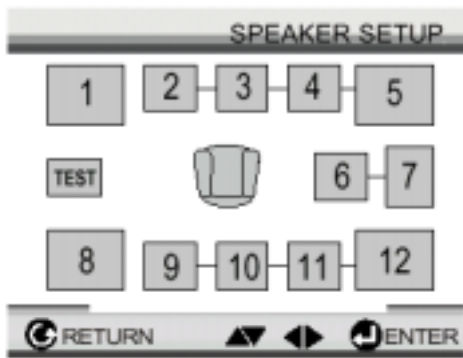 SPEAKER SETUP
1 2 3 4 5
TEST 6 7
8 9 10 11 12
RETURN ENTER